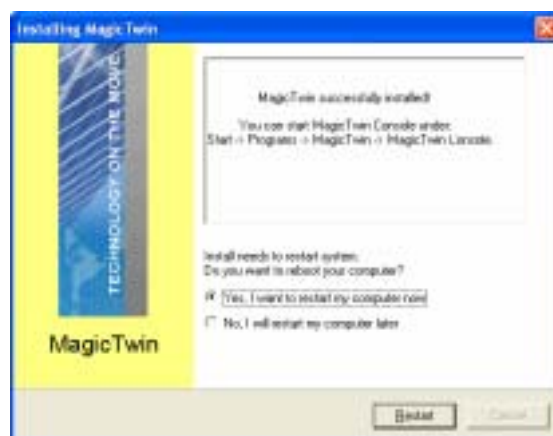 Installing Magic Twin
TECHNOLOGY ON THE MOVE
MagicTwin
MagicTwin successfully installed!
You can start MagicTwin Console under:
Start -> Programs -> MagicTwin -> MagicTwin Console.
Install needs to restart system.
Do you want to reboot your computer?
Yes, I want to restart my computer now
No, I will restart my computer later
Restart
Cancel